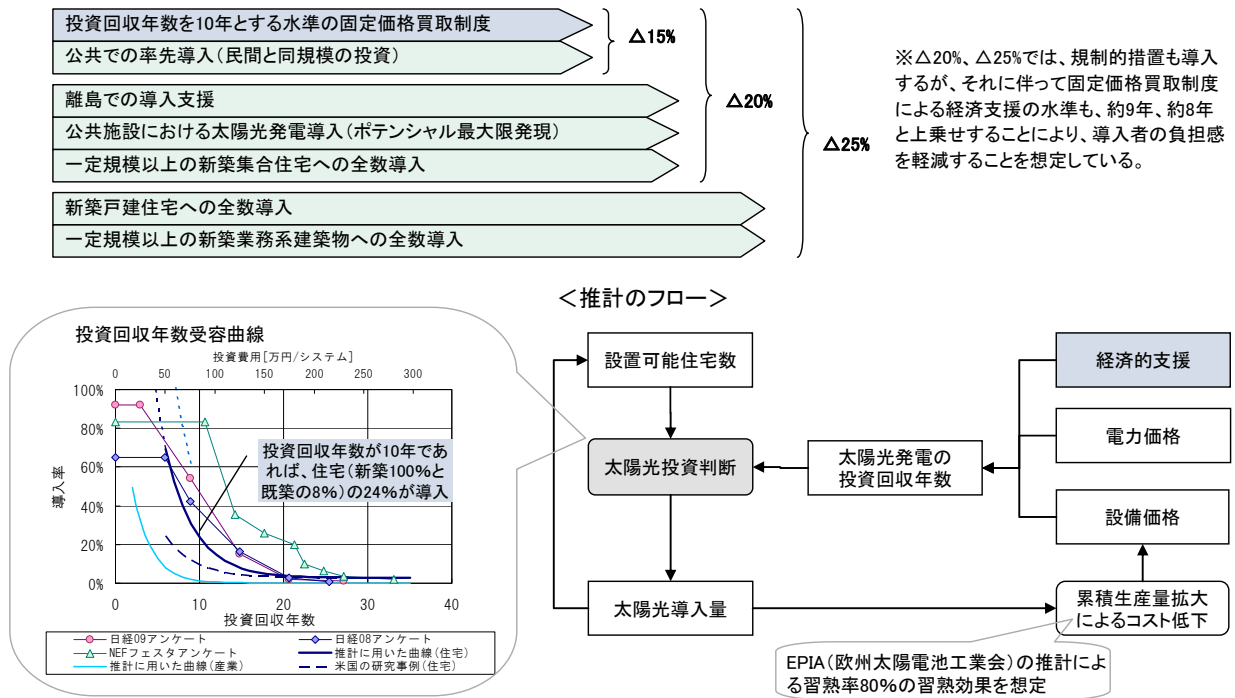 投資回収年数を10年とする水準の固定価格買取制度
公共での率先導入(民間と同規模の投資)
△15%
離島での導入支援
公共施設における太陽光発電導入(ポテンシャル最大限発現)
一定規模以上の新築集合住宅への全数導入
△20%
新築戸建住宅への全数導入
一定規模以上の新築業務系建築物への全数導入
△25%
※△20%、△25%では、規制的措置も導入
するが、それに伴って固定価格買取制度
による経済支援の水準も、約9年、約8年
と上乗せすることにより、導入者の負担感
を軽減することを想定している。
<推計のフロー>
投資回収年数受容曲線
投資費用[万円/システム]
0 50 100 150 200 250 300
100%
80%
60%
40%
20%
0%
導入率
投資回収年数が10年であ
れば、住宅(新築100%と
既築の8%)の24%が導入
0 10 20 30 40
投資回収年数
日経09アンケート
日経08アンケート
NEFフェスタアンケート
推計に用いた曲線(住宅)
推計に用いた曲線(産業)
米国の研究事例(住宅)
設置可能住宅数
太陽光投資判断
太陽光導入量
太陽光発電の
投資回収年数
経済的支援
電力価格
設備価格
累積生産量拡大
によるコスト低下
EPIA(欧州太陽電池工業会)の推計によ
る習熟率80%の習熟効果を想定